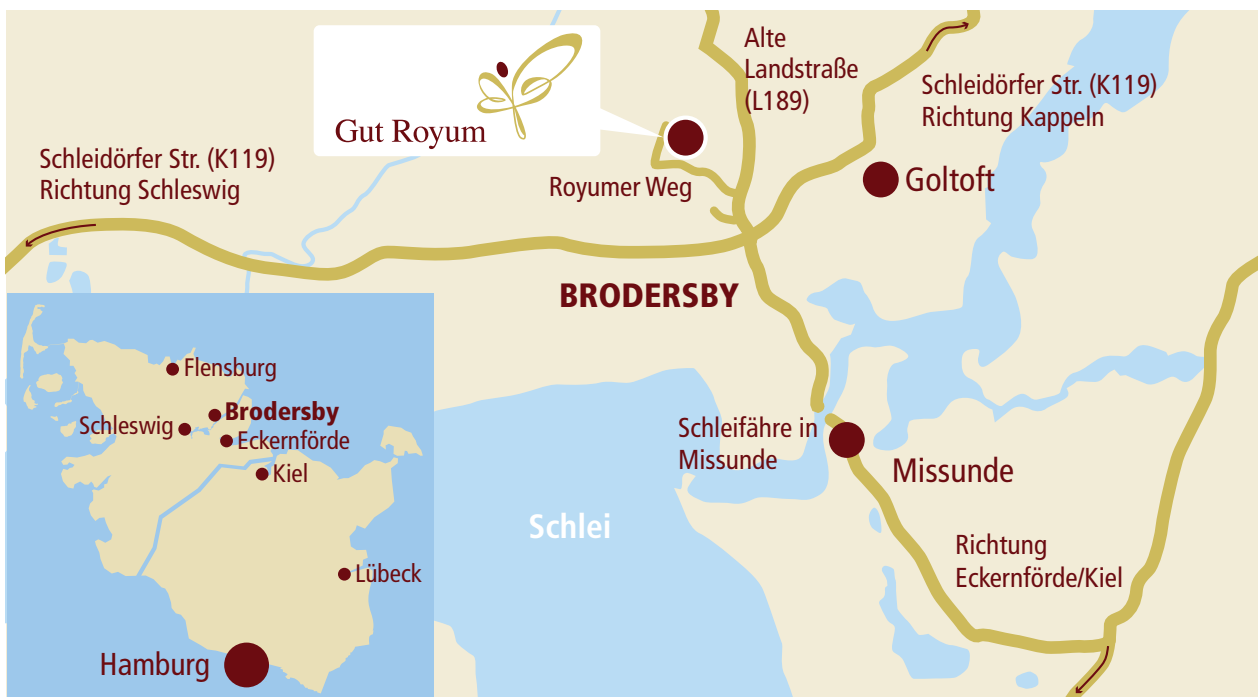 Gut Royum
Alte
Landstraße
(L189)
Schleidörfer Str. (K119)
Richtung Kappeln
Schleidörfer Str. (K119)
Richtung Schleswig
Royumer Weg
Goltoft
BRODERSBY
Schleifähre in
Missunde
Missunde
Schlei
Richtung
Eckernförde/Kiel
Flensburg
Brodersby
Schleswig
Eckernförde
Kiel
Lübeck
Hamburg